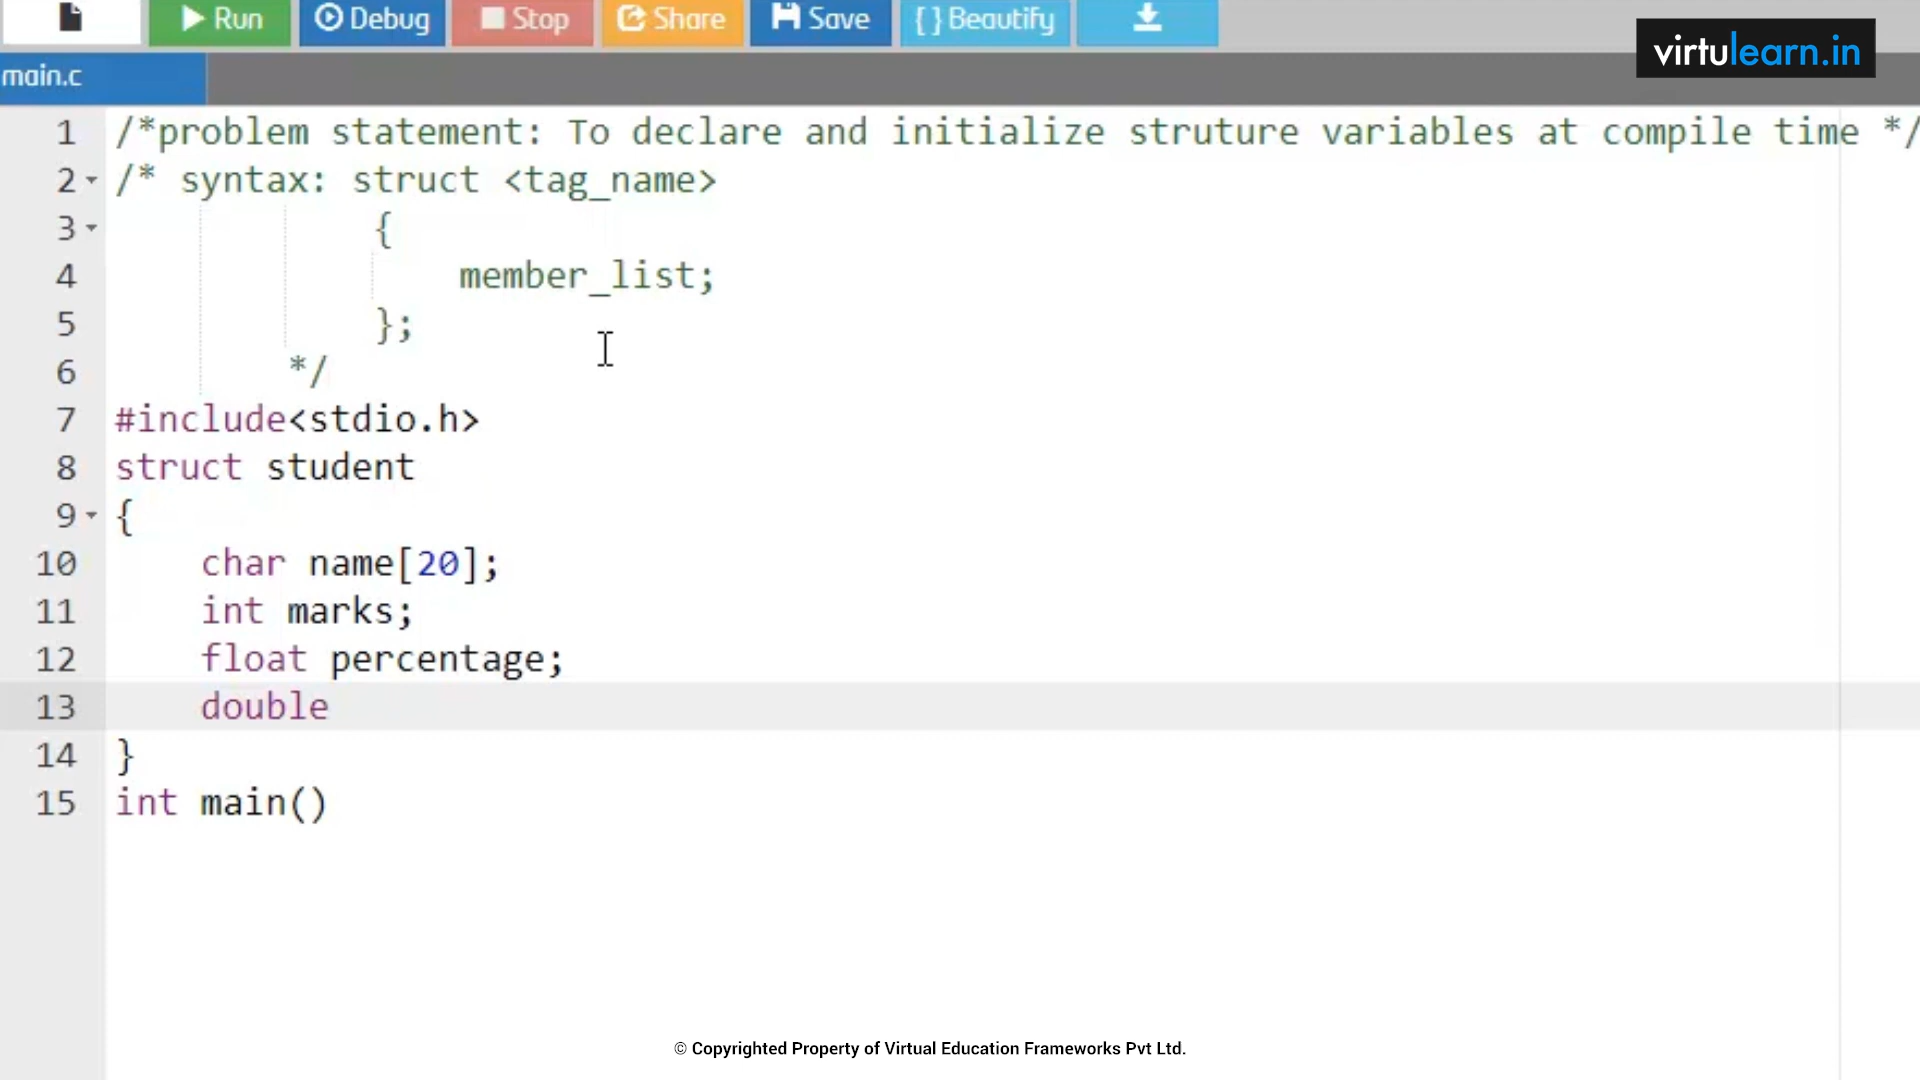 Run Debug Stop Share Save {} Beautify
virtulearn.in
main.c
1 /*problem statement: To declare and initialize struture variables at compile time */
2 /* syntax: struct <tag_name>
3 {
4 member_list;
5 };
6 */
7 #include<stdio.h>
8 struct student
9 {
10 char name[20];
11 int marks;
12 float percentage;
13 double
14 }
15 int main()
© Copyrighted Property of Virtual Education Frameworks Pvt Ltd.